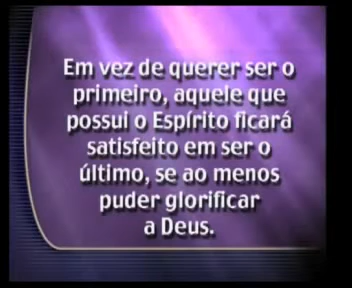 Em vez de querer ser o
primeiro, aquele que
possui o Espírito ficará
satisfeito em ser o
último, se ao menos
puder glorificar
a Deus.